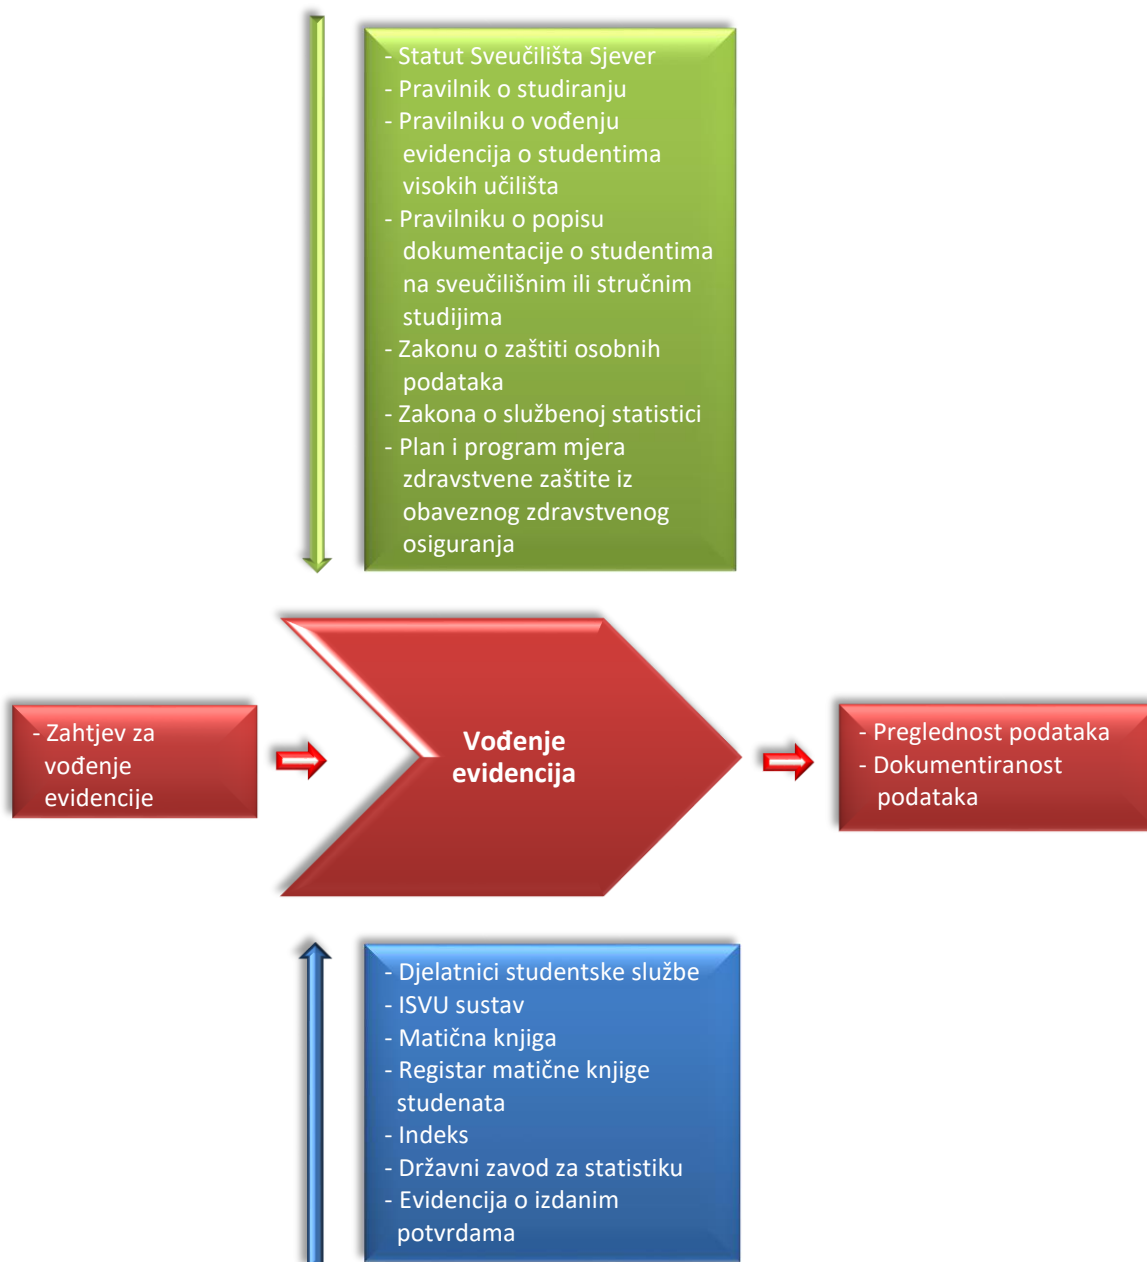 - Statut Sveučilišta Sjever
- Pravilnik o studiranju
- Pravilniku o vođenju
evidencija o studentima
visokih učilišta
- Pravilniku o popisu
dokumentacije o studentima
na sveučilišnim ili stručnim
studijima
- Zakonu o zaštiti osobnih
podataka
- Zakona o službenoj statistici
- Plan i program mjera
zdravstvene zaštite iz
obaveznog zdravstvenog
osiguranja
- Zahtjev za
vođenje
evidencije
Vođenje
evidencija
- Preglednost podataka
- Dokumentiranost
podataka
- Djelatnici studentske službe
- ISVU sustav
- Matična knjiga
- Registar matične knjige
studenata
- Indeks
- Državni zavod za statistiku
- Evidencija o izdanim
potvrdama